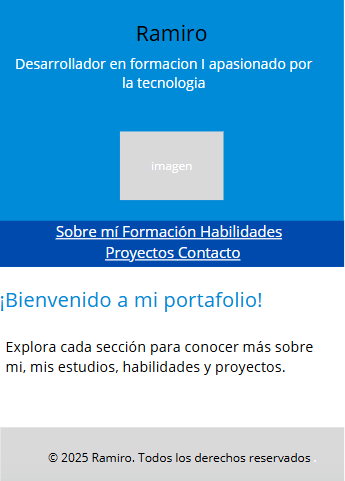 Ramiro
Desarrollador en formacion I apasionado por
la tecnologia
imagen
Sobre mí Formación Habilidades
Proyectos Contacto
¡Bienvenido a mi portafolio!
Explora cada sección para conocer más sobre
mi, mis estudios, habilidades y proyectos.
© 2025 Ramiro. Todos los derechos reservados .